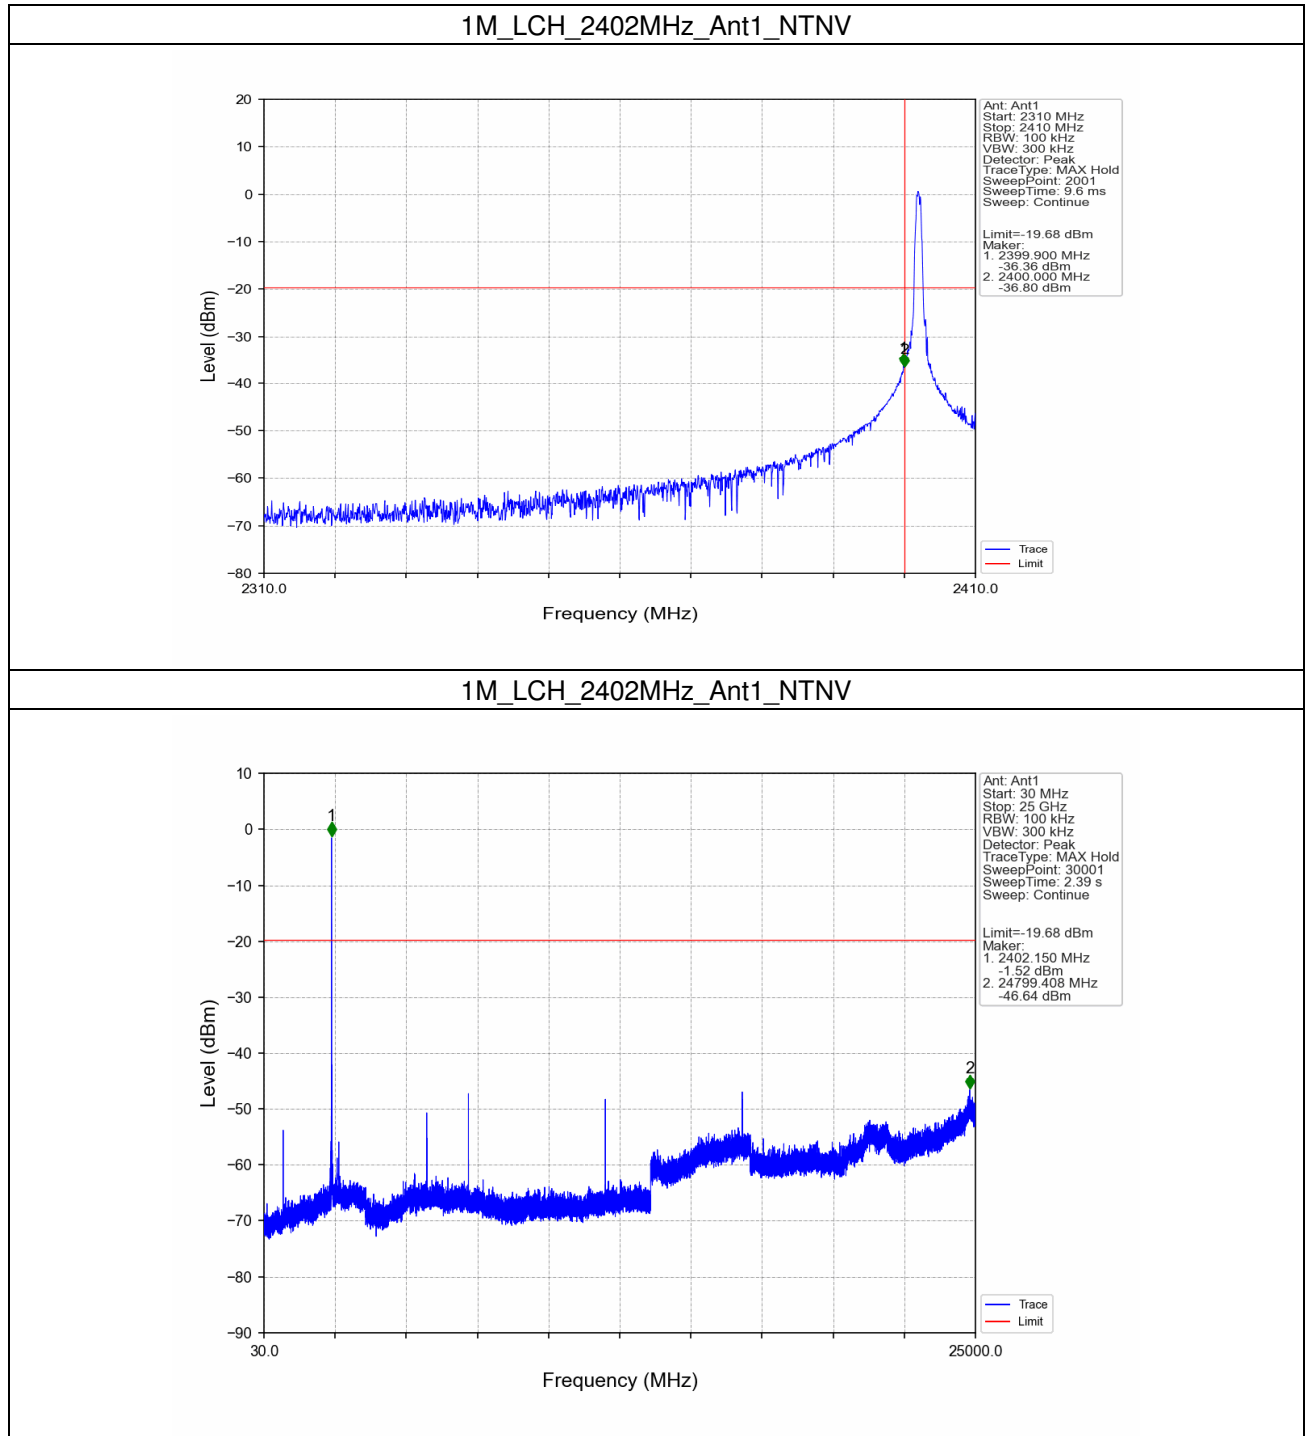 1M_LCH_2402MHz_Ant1_NTNV
20
10
0
−10
−20
−30
−40
−50
−60
−70
−80
Level (dBm)
2310.0
2410.0
Frequency (MHz)
2
Ant: Ant1
Start: 2310 MHz
Stop: 2410 MHz
RBW: 100 kHz
VBW: 300 kHz
Detector: Peak
TraceType: MAX Hold
SweepPoint: 2001
SweepTime: 9.6 ms
Sweep: Continue
Limit=-19.68 dBm
Maker:
1. 2399.900 MHz
-36.36 dBm
2. 2400.000 MHz
-36.80 dBm
Trace
Limit
1M_LCH_2402MHz_Ant1_NTNV
10
0
−10
−20
−30
−40
−50
−60
−70
−80
−90
Level (dBm)
30.0
25000.0
Frequency (MHz)
1
2
Ant: Ant1
Start: 30 MHz
Stop: 25 GHz
RBW: 100 kHz
VBW: 300 kHz
Detector: Peak
TraceType: MAX Hold
SweepPoint: 30001
SweepTime: 2.39 s
Sweep: Continue
Limit=-19.68 dBm
Maker:
1. 2402.150 MHz
-1.52 dBm
2. 24799.408 MHz
-46.64 dBm
Trace
Limit